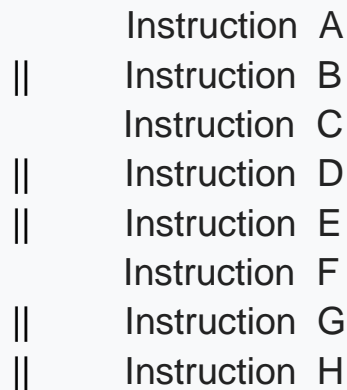 Instruction A
|| Instruction B
Instruction C
|| Instruction D
|| Instruction E
Instruction F
|| Instruction G
|| Instruction H